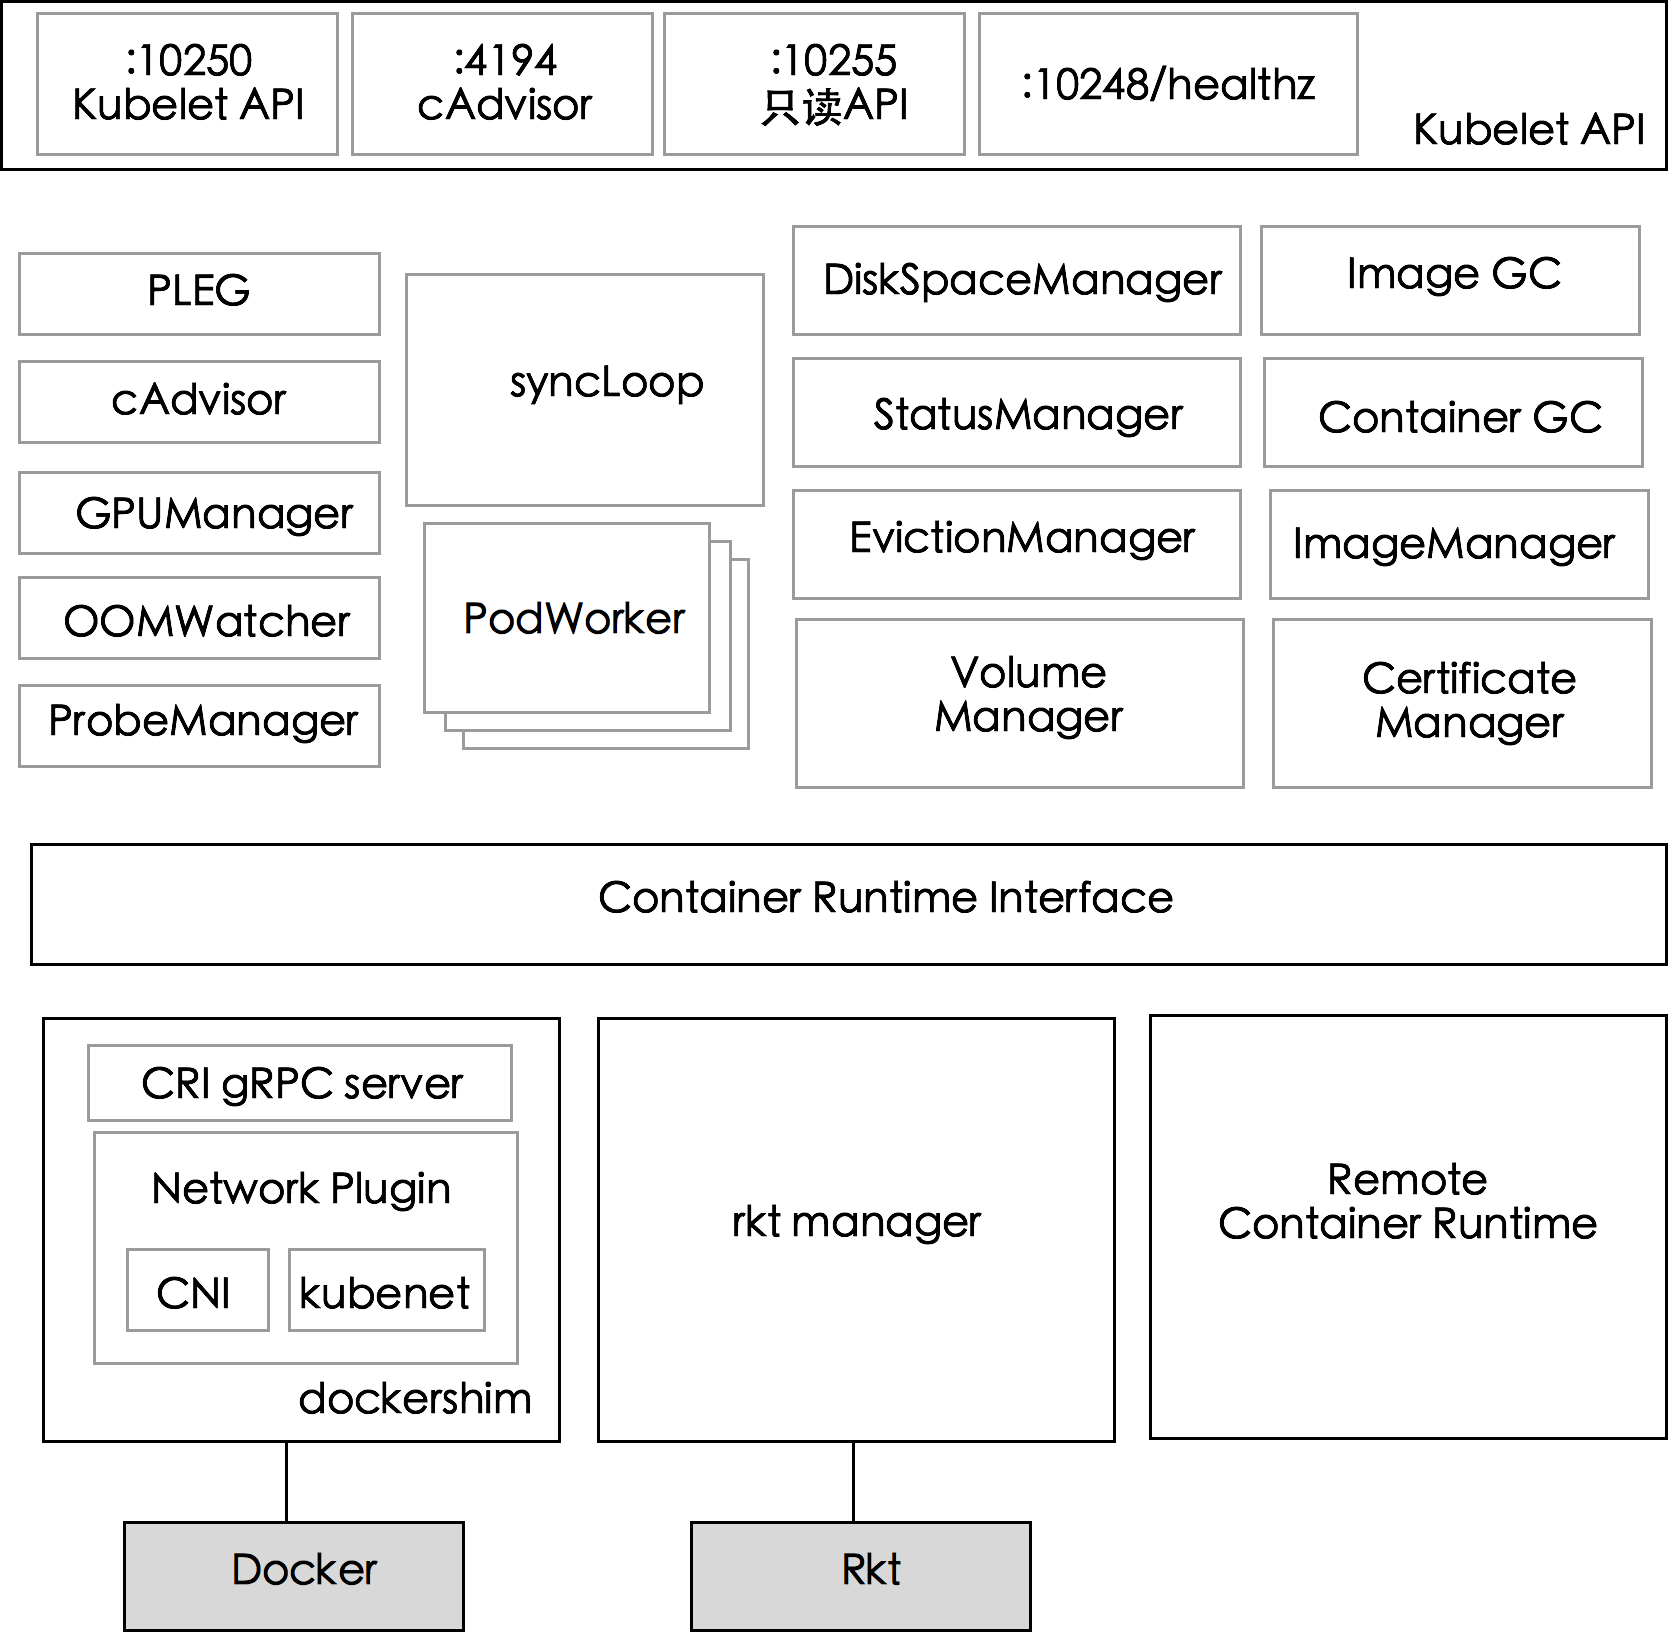 :10250
Kubelet API
:4194
cAdvisor
:10255
只读API
:10248/healthz
Kubelet API
PLEG
cAdvisor
GPUManager
OOMWatcher
ProbeManager
syncLoop
PodWorker
DiskSpaceManager
StatusManager
EvictionManager
Volume
Manager
Image GC
Container GC
ImageManager
Certificate
Manager
Container Runtime Interface
CRI gRPC server
Network Plugin
CNI
kubenet
dockershim
rkt manager
Remote
Container Runtime
Docker
Rkt